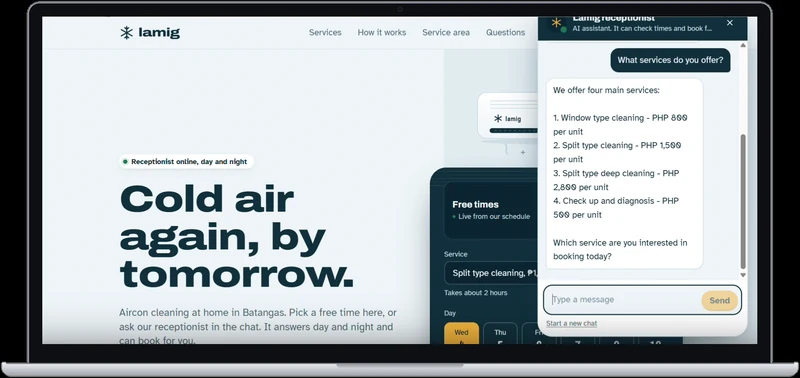 lamig
Services
How it works
Service area
Questions
Receptionist online, day and night
Cold air
again, by
tomorrow.
Aircon cleaning at home in Batangas. Pick a free time here, or
ask our receptionist in the chat. It answers day and night and
can book for you.
lamig
Free times
Live from our schedule
Service
Split type cleaning, ₱1,
Takes about 2 hours
Day
Wed
Thu
Lamig receptionist
AI assistant. It can check times and book f...
What services do you offer?
We offer four main services:
1. Window type cleaning - PHP 800
per unit
2. Split type cleaning - PHP 1,500
per unit
3. Split type deep cleaning - PHP
2,800 per unit
4. Check up and diagnosis - PHP
500 per unit
Which service are you interested in
booking today?
Type a message
Send
Start a new chat